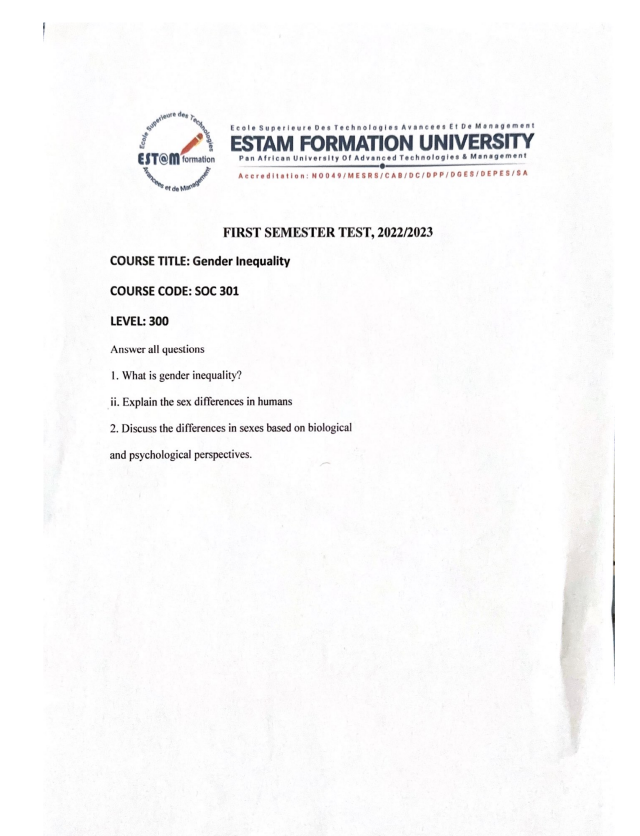 Ecole Superieure des Technologies
EST@M formation
Avancees et de Management
Ecole Superieure Des Technologies Avancees Et De Management
ESTAM FORMATION UNIVERSITY
Pan African University Of Advanced Technologies & Management
Accreditation: N0049/MESRS/CAB/DC/DPP/DGES/DEPES/SA
FIRST SEMESTER TEST, 2022/2023
COURSE TITLE: Gender Inequality
COURSE CODE: SOC 301
LEVEL: 300
Answer all questions
1. What is gender inequality?
ii. Explain the sex differences in humans
2. Discuss the differences in sexes based on biological
and psychological perspectives.